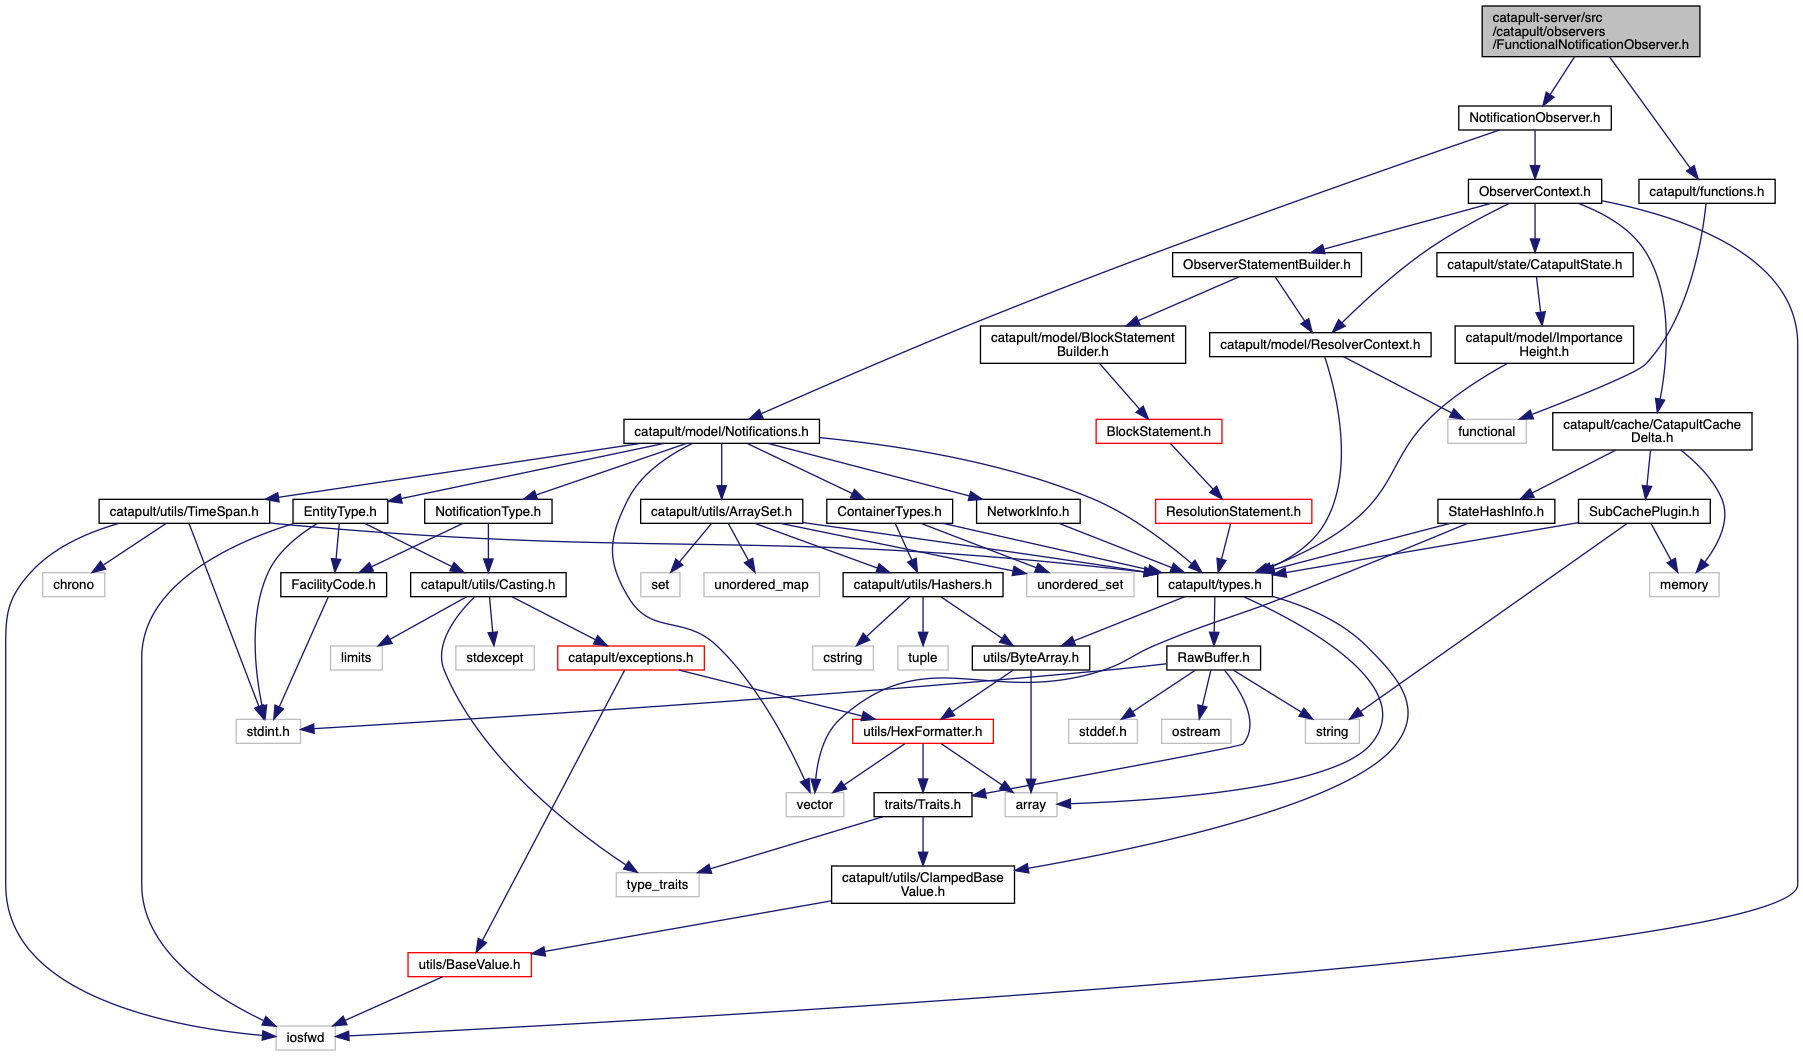 catapult-server/src
/catapult/observers
/FunctionalNotificationObserver.h
NotificationObserver.h
ObserverContext.h
catapult/functions.h
ObserverStatementBuilder.h
catapult/state/CatapultState.h
catapult/model/BlockStatement
Builder.h
catapult/model/ResolverContext.h
catapult/model/Importance
Height.h
catapult/model/Notifications.h
BlockStatement.h
functional
catapult/cache/CatapultCache
Delta.h
catapult/utils/TimeSpan.h
EntityType.h
NotificationType.h
catapult/utils/ArraySet.h
ContainerTypes.h
NetworkInfo.h
ResolutionStatement.h
StateHashInfo.h
SubCachePlugin.h
chrono
FacilityCode.h
catapult/utils/Casting.h
set
unordered_map
catapult/utils/Hashers.h
unordered_set
catapult/types.h
memory
limits
stdexcept
catapult/exceptions.h
cstring
tuple
utils/ByteArray.h
RawBuffer.h
stdint.h
utils/HexFormatter.h
stddef.h
ostream
string
vector
traits/Traits.h
array
type_traits
catapult/utils/ClampedBase
Value.h
utils/BaseValue.h
iosfwd